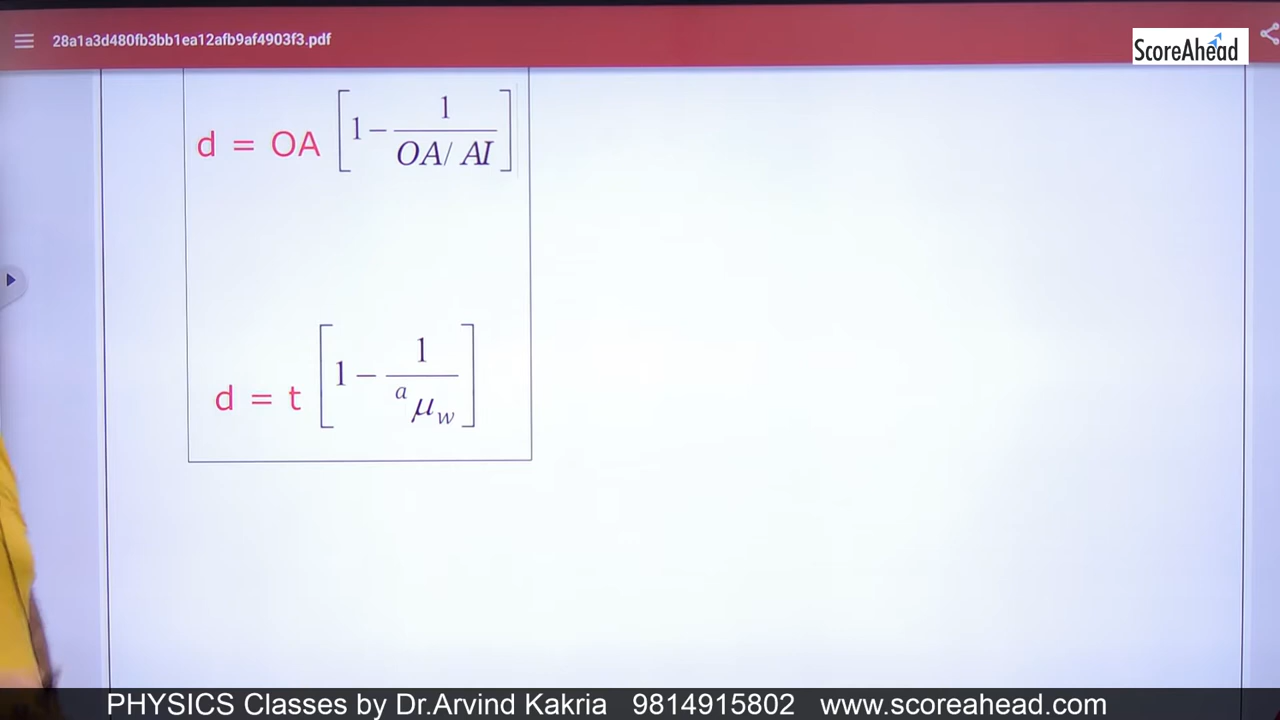 28a1a3d480fb3bb1ea12afb9af4903f3.pdf
ScoreAhead
d = OA [1 - 1 / (OA / AI)]
d = t [1 - 1 / ᵃμ_w]
PHYSICS Classes by Dr.Arvind Kakria 9814915802 www.scoreahead.com